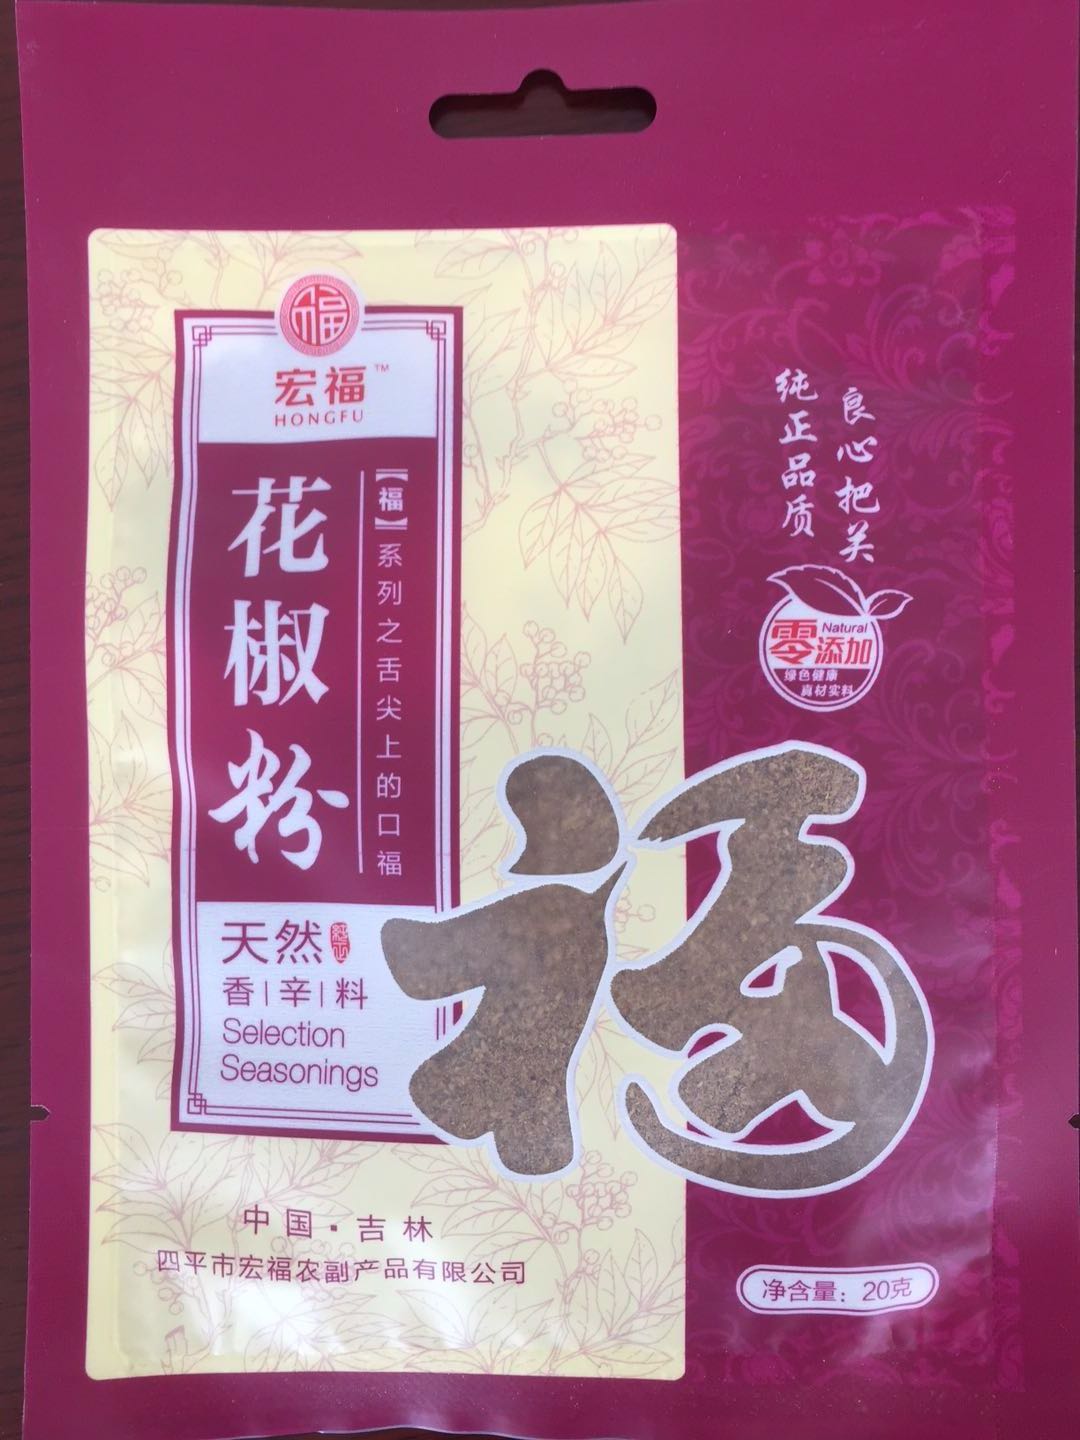 福
宏福™
HONGFU
花椒粉
【福】系列之舌尖上的口福
天然
纯正
香|辛|料
Selection
Seasonings
中国·吉林
四平市宏福农副产品有限公司
良心把关
纯正品质
Natural
零添加
绿色健康
真材实料
福
净含量：20克